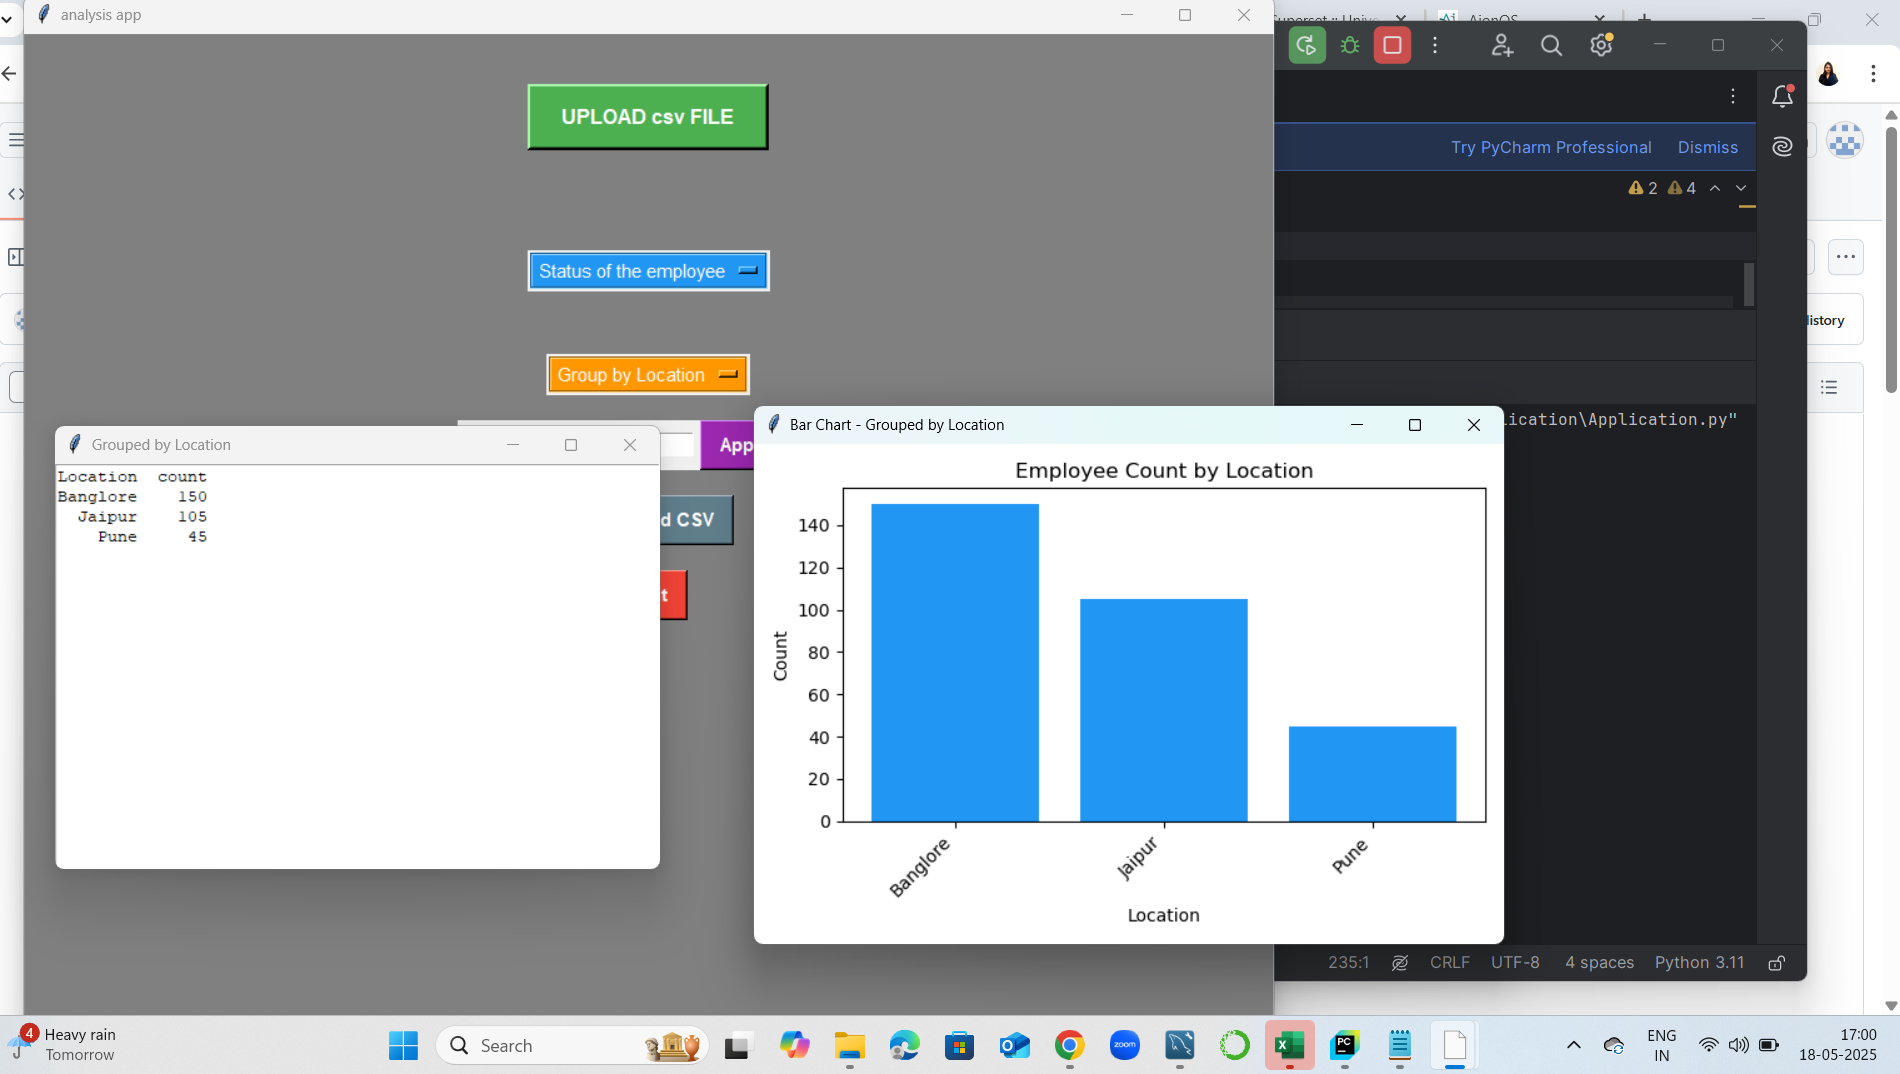 analysis app
UPLOAD csv FILE
Status of the employee
Group by Location
App
d CSV
t
Grouped by Location
Location count
Banglore 150
Jaipur 105
Pune 45
Bar Chart - Grouped by Location
Employee Count by Location
140
120
100
80
60
40
20
0
Count
Banglore
Jaipur
Pune
Location
AionOS
Try PyCharm Professional Dismiss
2 4
istory
lication\Application.py"
235:1 CRLF UTF-8 4 spaces Python 3.11
4
Heavy rain
Tomorrow
Search
zoom
PC
ENG
IN
17:00
18-05-2025